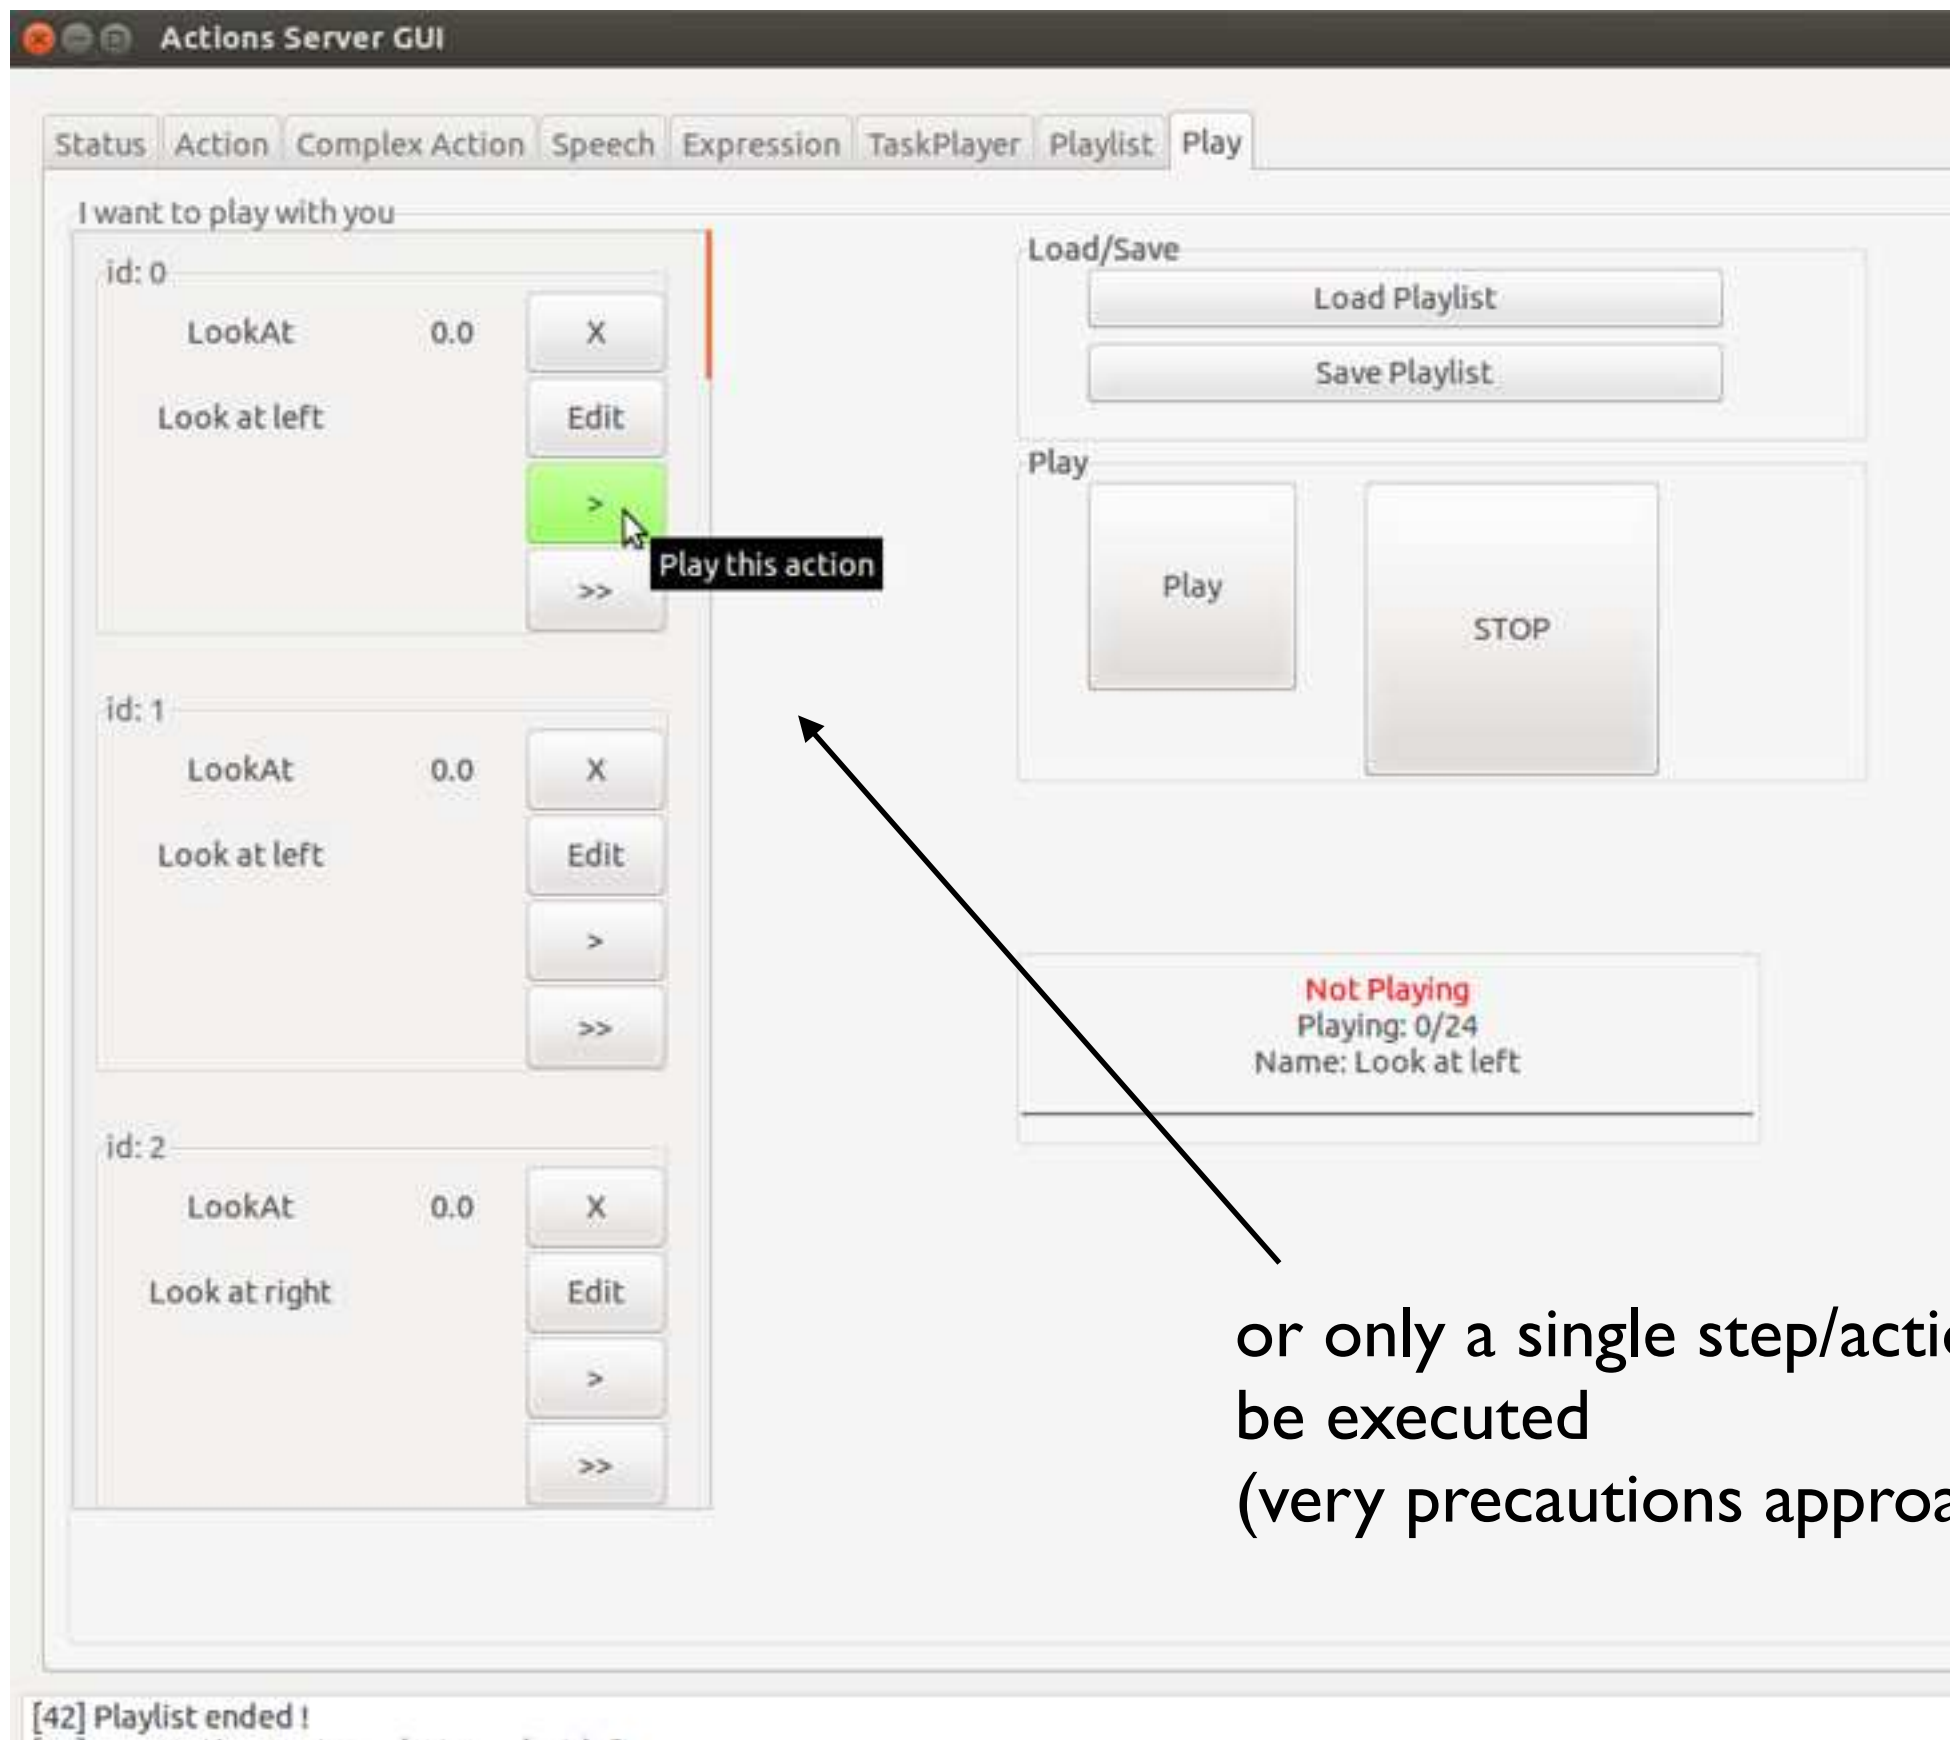 Actions Server GUI
Status Action Complex Action Speech Expression TaskPlayer Playlist Play
I want to play with you
id: 0
LookAt 0.0 X
Look at left Edit
>
>>
Play this action
id: 1
LookAt 0.0 X
Look at left Edit
>
>>
id: 2
LookAt 0.0 X
Look at right Edit
>
>>
Load/Save
Load Playlist
Save Playlist
Play
Play
STOP
Not Playing
Playing: 0/24
Name: Look at left
or only a single
be executed
(very precautions
[42] Playlist ended !